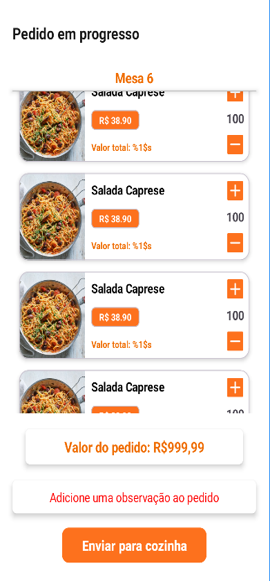 Pedido em progresso
Mesa 6
Salada Caprese
R$ 38.90
100
Valor total: %1$s
Salada Caprese
R$ 38.90
100
Valor total: %1$s
Salada Caprese
R$ 38.90
100
Valor total: %1$s
Salada Caprese
R$ 38.90
100
Valor do pedido: R$999,99
Adicione uma observação ao pedido
Enviar para cozinha